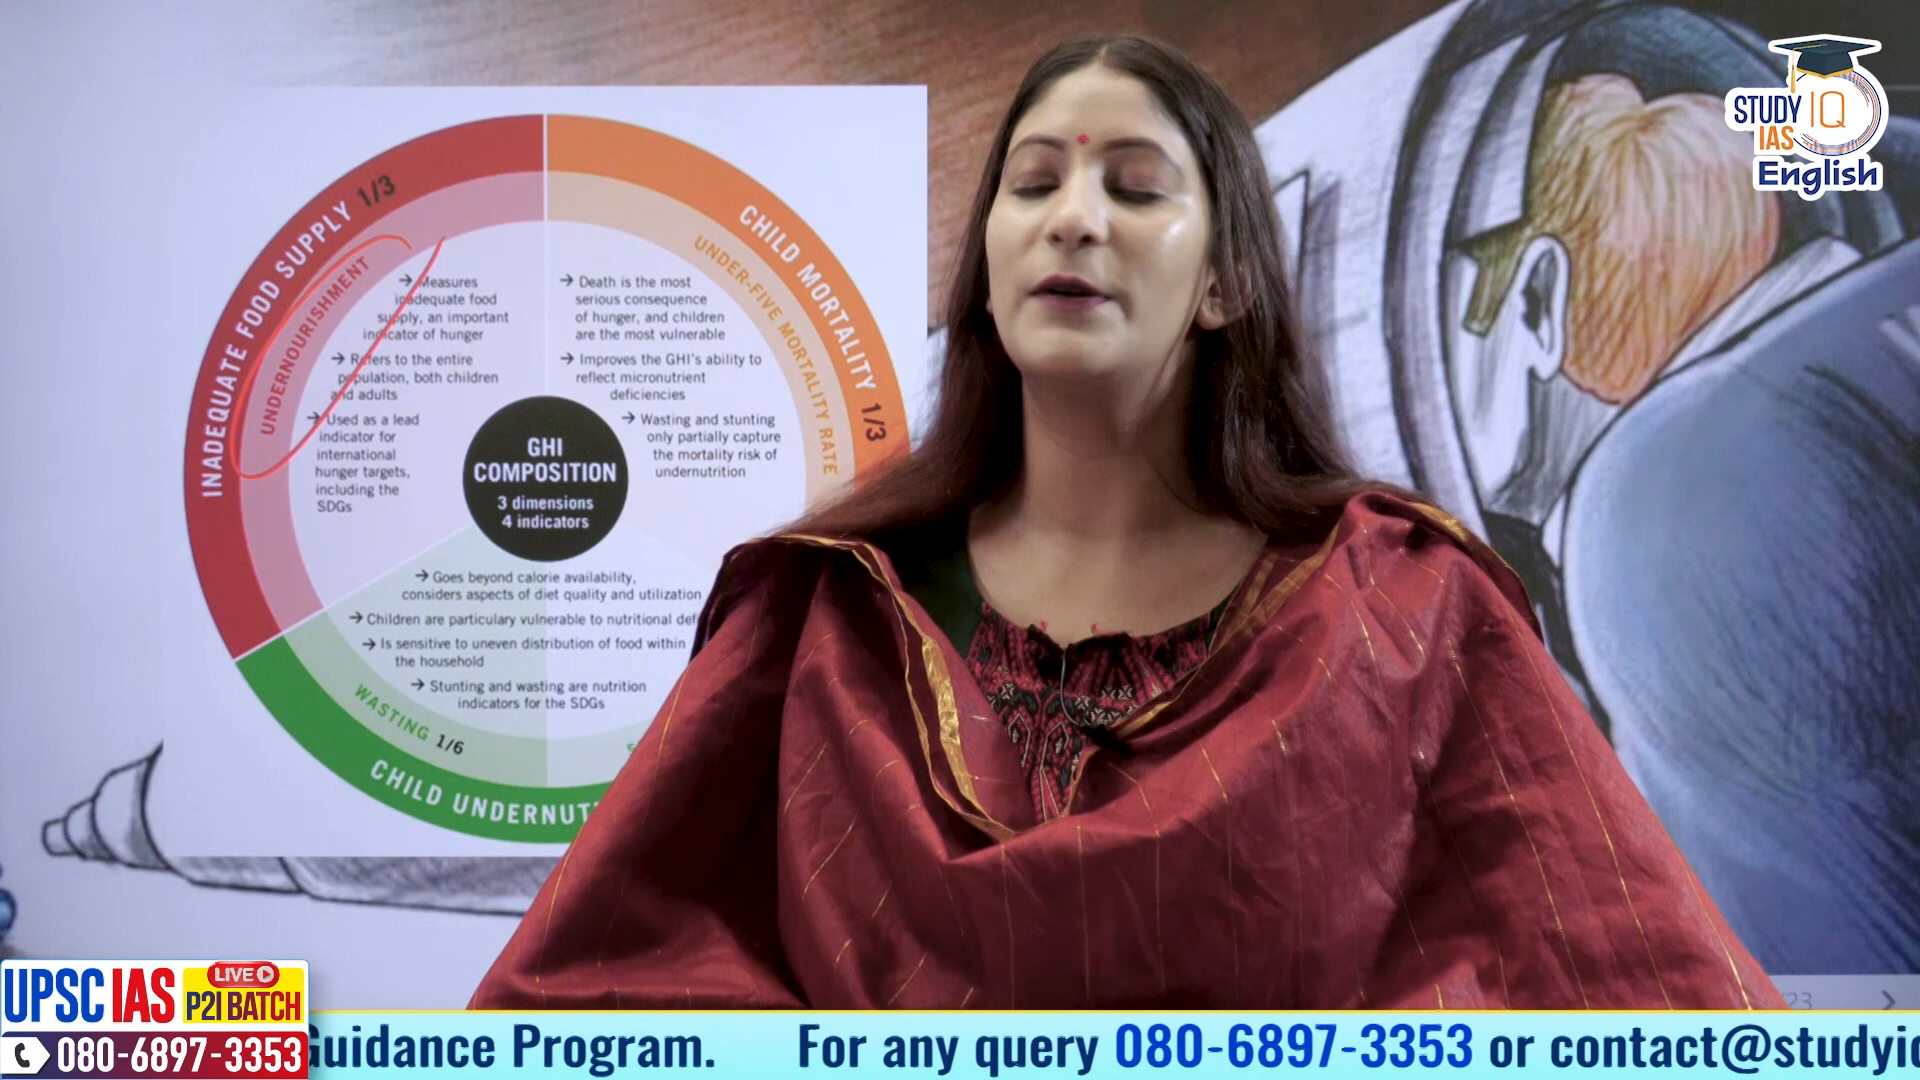 STUDY IQ
IAS
English
INADEQUATE FOOD SUPPLY 1/3
UNDERNOURISHMENT
→ Measures
inadequate food
supply, an important
indicator of hunger
→ Refers to the entire
population, both children
and adults
→ Used as a lead
indicator for
international
hunger targets,
including the
SDGs
CHILD MORTALITY 1/3
UNDER-FIVE MORTALITY RATE
→ Death is the most
serious consequence
of hunger, and children
are the most vulnerable
→ Improves the GHI's ability to
reflect micronutrient
deficiencies
→ Wasting and stunting
only partially capture
the mortality risk of
undernutrition
GHI
COMPOSITION
3 dimensions
4 indicators
→ Goes beyond calorie availability,
considers aspects of diet quality and utilization
→ Children are particulary vulnerable to nutritional def
→ Is sensitive to uneven distribution of food within
the household
→ Stunting and wasting are nutrition
indicators for the SDGs
WASTING 1/6
CHILD UNDERNUT
/23
UPSC IAS
LIVE
P2I BATCH
080-6897-3353
Guidance Program. For any query 080-6897-3353 or contact@studyic